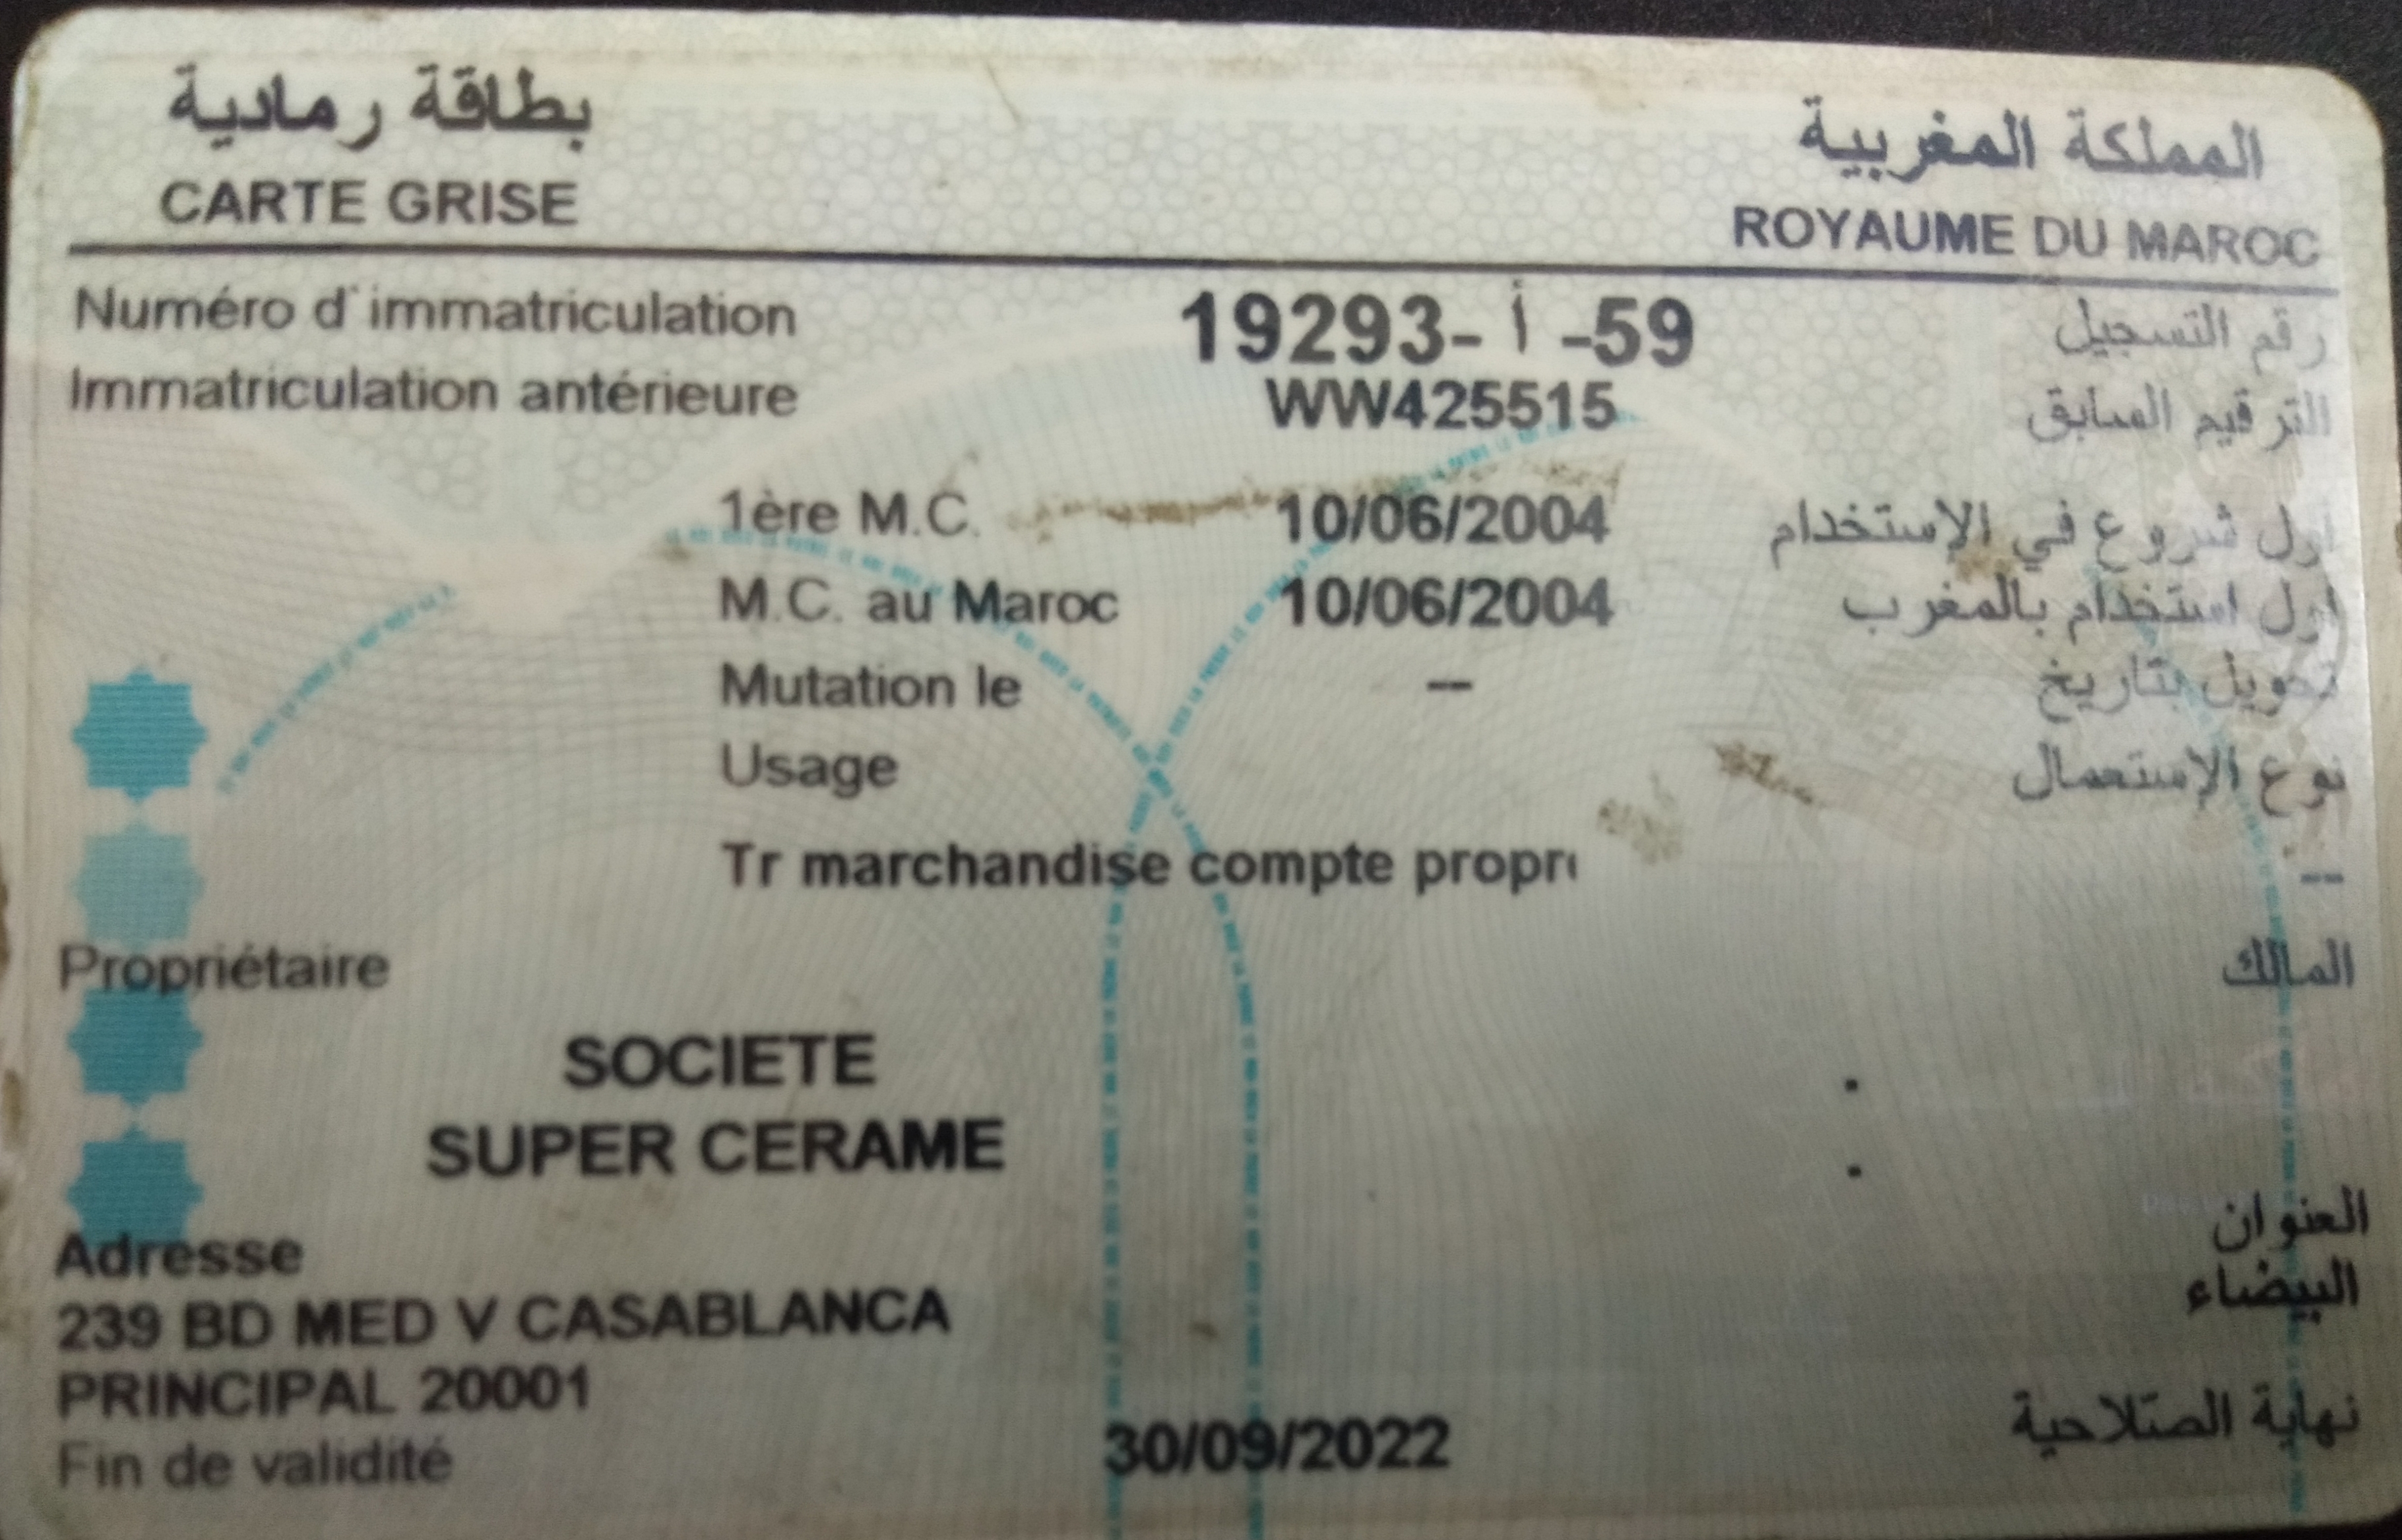 بطاقة رمادية
CARTE GRISE
المملكة المغربية
ROYAUME DU MAROC
Numéro d'immatriculation 19293- أ -59 رقم التسجيل
Immatriculation antérieure WW425515 الترقيم السابق
1ère M.C. 10/06/2004 اول شروع في الإستخدام
M.C. au Maroc 10/06/2004 اول استخدام بالمغرب
Mutation le -- تحويل بتاريخ
Usage نوع الإستعمال
Tr marchandise compte propr --
Propriétaire المالك
SOCIETE .
SUPER CERAME .
Adresse العنوان
239 BD MED V CASABLANCA البيضاء
PRINCIPAL 20001
Fin de validité 30/09/2022 نهاية الصتلاحية